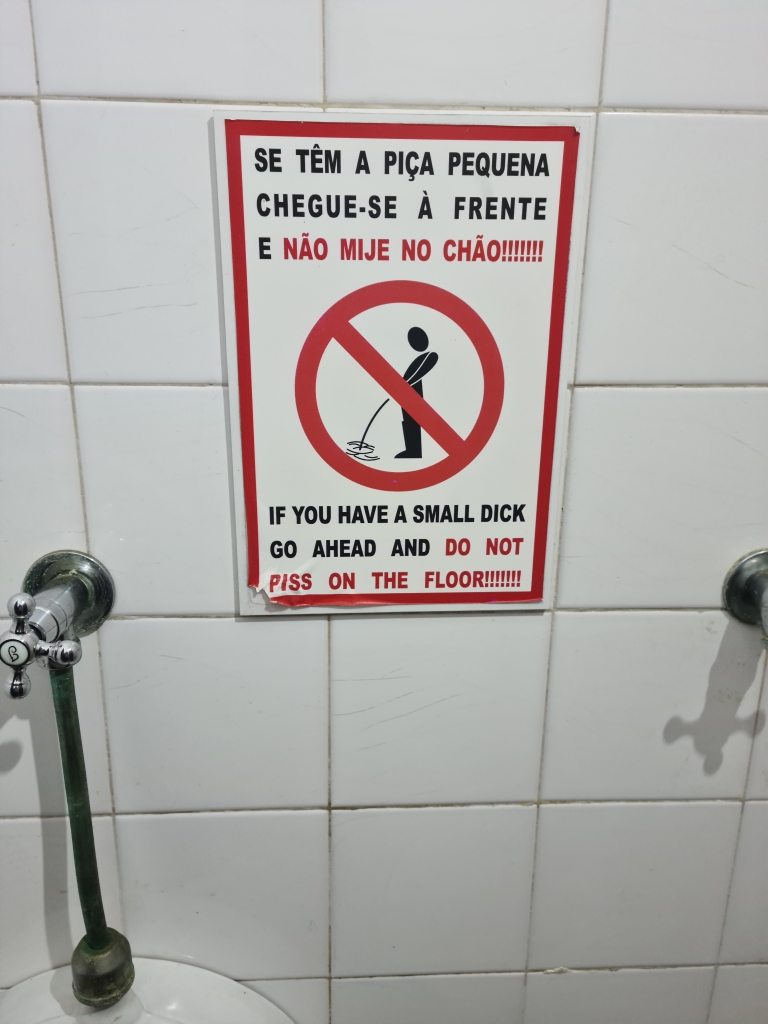 SE TÊM A PIÇA PEQUENA
CHEGUE-SE À FRENTE
E NÃO MIJE NO CHÃO!!!!!!!
IF YOU HAVE A SMALL DICK
GO AHEAD AND DO NOT
PISS ON THE FLOOR!!!!!!!